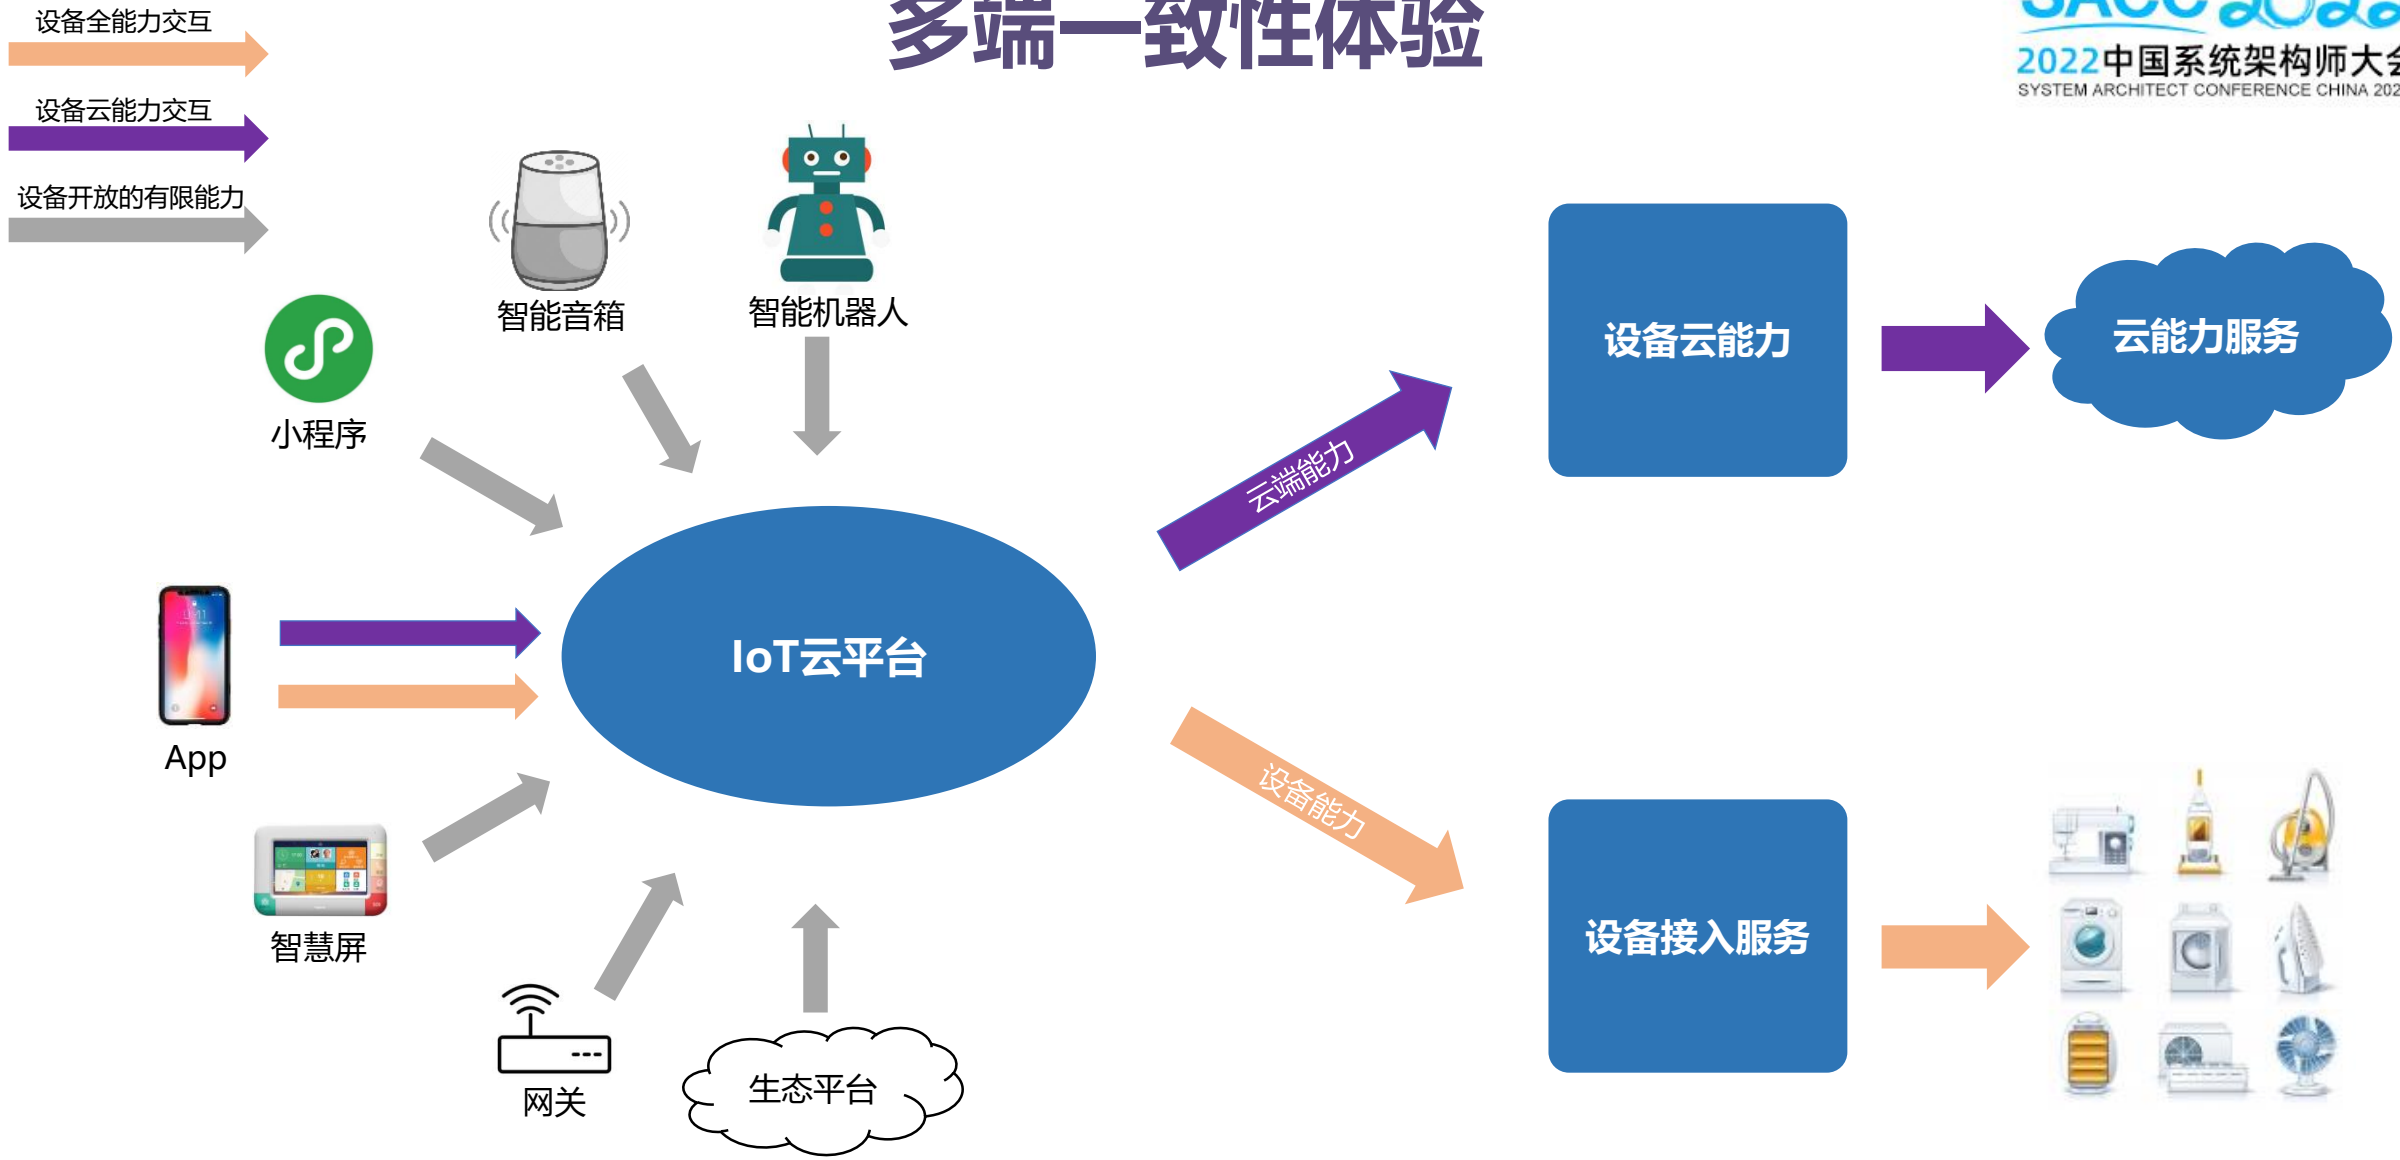 多端一致性体验
SACC 2022
2022中国系统架构师大会
SYSTEM ARCHITECT CONFERENCE CHINA 202
设备全能力交互
设备云能力交互
设备开放的有限能力
智能音箱
智能机器人
小程序
App
智慧屏
网关
生态平台
IoT云平台
云端能力
设备能力
设备云能力
云能力服务
设备接入服务